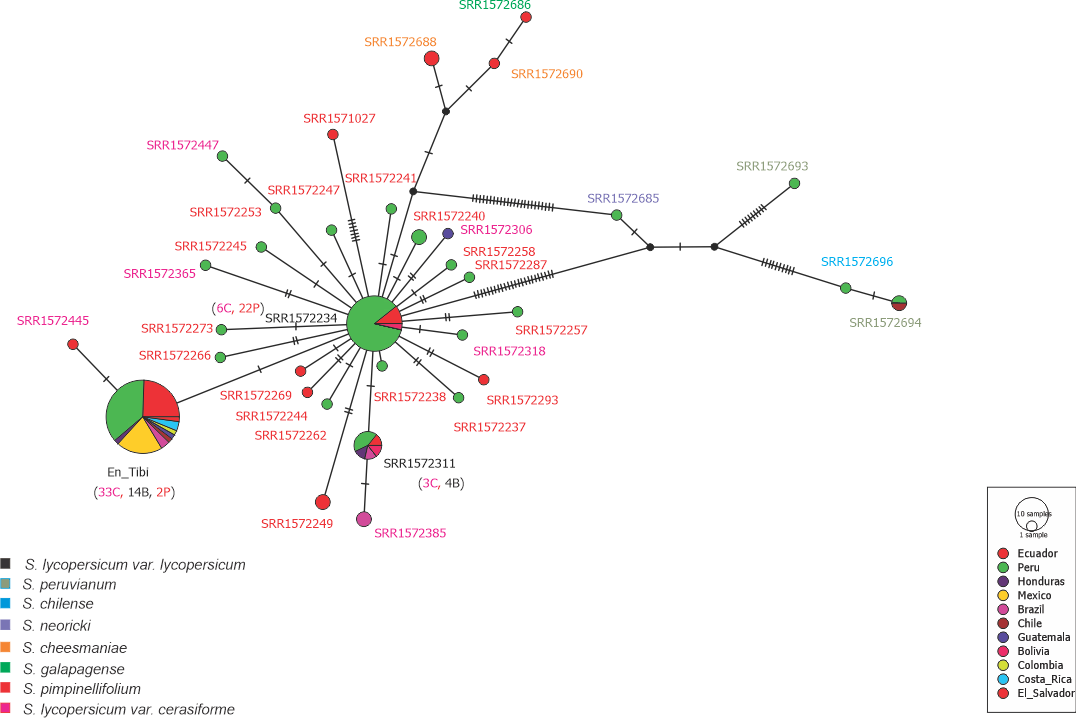 SRR1572686
SRR1572688
SRR1572690
SRR1571027
SRR1572447
SRR1572693
SRR1572241
SRR1572247
SRR1572685
SRR1572253
SRR1572240
SRR1572306
SRR1572245
SRR1572258
SRR1572696
SRR1572287
SRR1572365
(6C, 22P)
SRR1572234
SRR1572445
SRR1572694
SRR1572273
SRR1572257
SRR1572318
SRR1572266
SRR1572269
SRR1572238
SRR1572293
SRR1572244
SRR1572237
SRR1572262
SRR1572311
En_Tibi
(3C, 4B)
(33C, 14B, 2P)
SRR1572249
SRR1572385
10 samples
1 sample
Ecuador
Peru
Honduras
Mexico
Brazil
Chile
Guatemala
Bolivia
Colombia
Costa_Rica
El_Salvador
S. lycopersicum var. lycopersicum
S. peruvianum
S. chilense
S. neoricki
S. cheesmaniae
S. galapagense
S. pimpinellifolium
S. lycopersicum var. cerasiforme